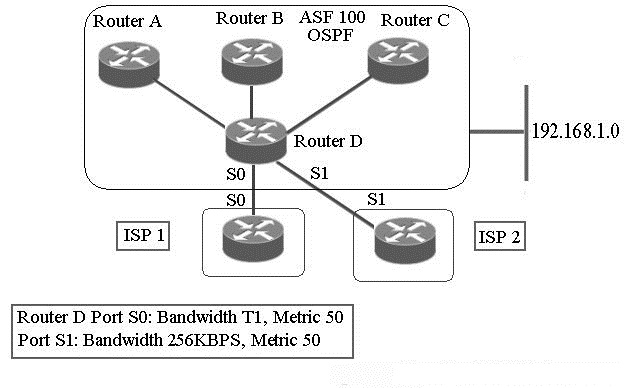 Router A
Router B
ASF 100
OSPF
Router C
Router D
192.168.1.0
S0
S1
S0
S1
ISP 1
ISP 2
Router D Port S0: Bandwidth T1, Metric 50
Port S1: Bandwidth 256KBPS, Metric 50